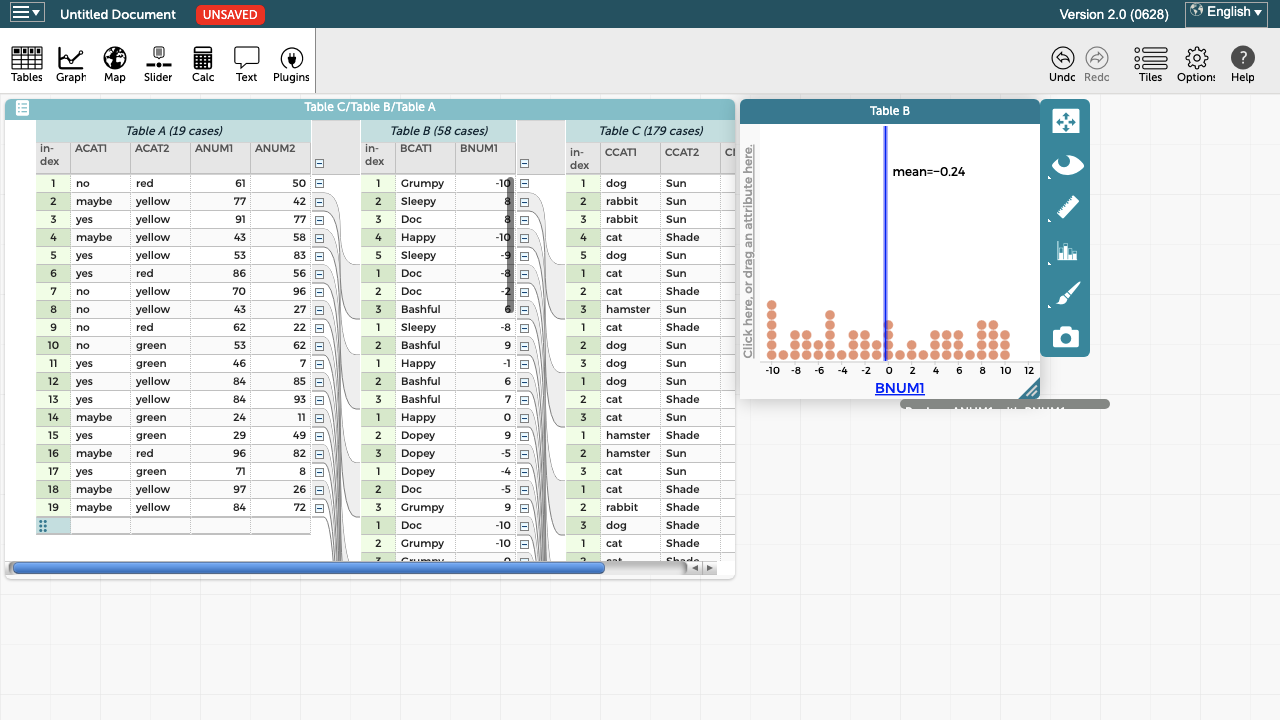 Untitled Document UNSAVED Version 2.0 (0628) English
Tables Graph Map Slider Calc Text Plugins Undo Redo Tiles Options Help
Table C/Table B/Table A
Table A (19 cases) Table B (58 cases) Table C (179 cases)
in-dex ACAT1 ACAT2 ANUM1 ANUM2 in-dex BCAT1 BNUM1 in-dex CCAT1 CCAT2
1 no red 61 50 1 Grumpy -10 1 dog Sun
2 maybe yellow 77 42 2 Sleepy 8 2 rabbit Sun
3 yes yellow 91 77 3 Doc 8 3 rabbit Sun
4 maybe yellow 43 58 4 Happy -10 4 cat Shade
5 yes yellow 53 83 5 Sleepy -9 5 dog Sun
6 yes red 86 56 1 Doc -8 1 cat Sun
7 no yellow 70 96 2 Doc -2 2 cat Shade
8 no yellow 43 27 3 Bashful 6 3 hamster Sun
9 no red 62 22 1 Sleepy -8 1 cat Shade
10 no green 53 62 2 Bashful 9 2 dog Sun
11 yes green 46 7 1 Happy -1 3 dog Sun
12 yes yellow 84 85 2 Bashful 6 1 dog Sun
13 yes yellow 84 93 3 Bashful 7 2 cat Shade
14 maybe green 24 11 1 Happy 0 3 cat Sun
15 yes green 29 49 2 Dopey 9 1 hamster Shade
16 maybe red 96 82 3 Dopey -5 2 hamster Sun
17 yes green 71 8 1 Dopey -4 3 cat Sun
18 maybe yellow 97 26 2 Doc -5 1 cat Shade
19 maybe yellow 84 72 3 Grumpy 9 2 rabbit Shade
1 Doc -10 3 dog Shade
2 Grumpy -10 1 cat Shade
3 Grumpy 0 2 cat Shade
Table B
Click here, or drag an attribute here.
mean=−0.24
-10 -8 -6 -4 -2 0 2 4 6 8 10 12
BNUM1